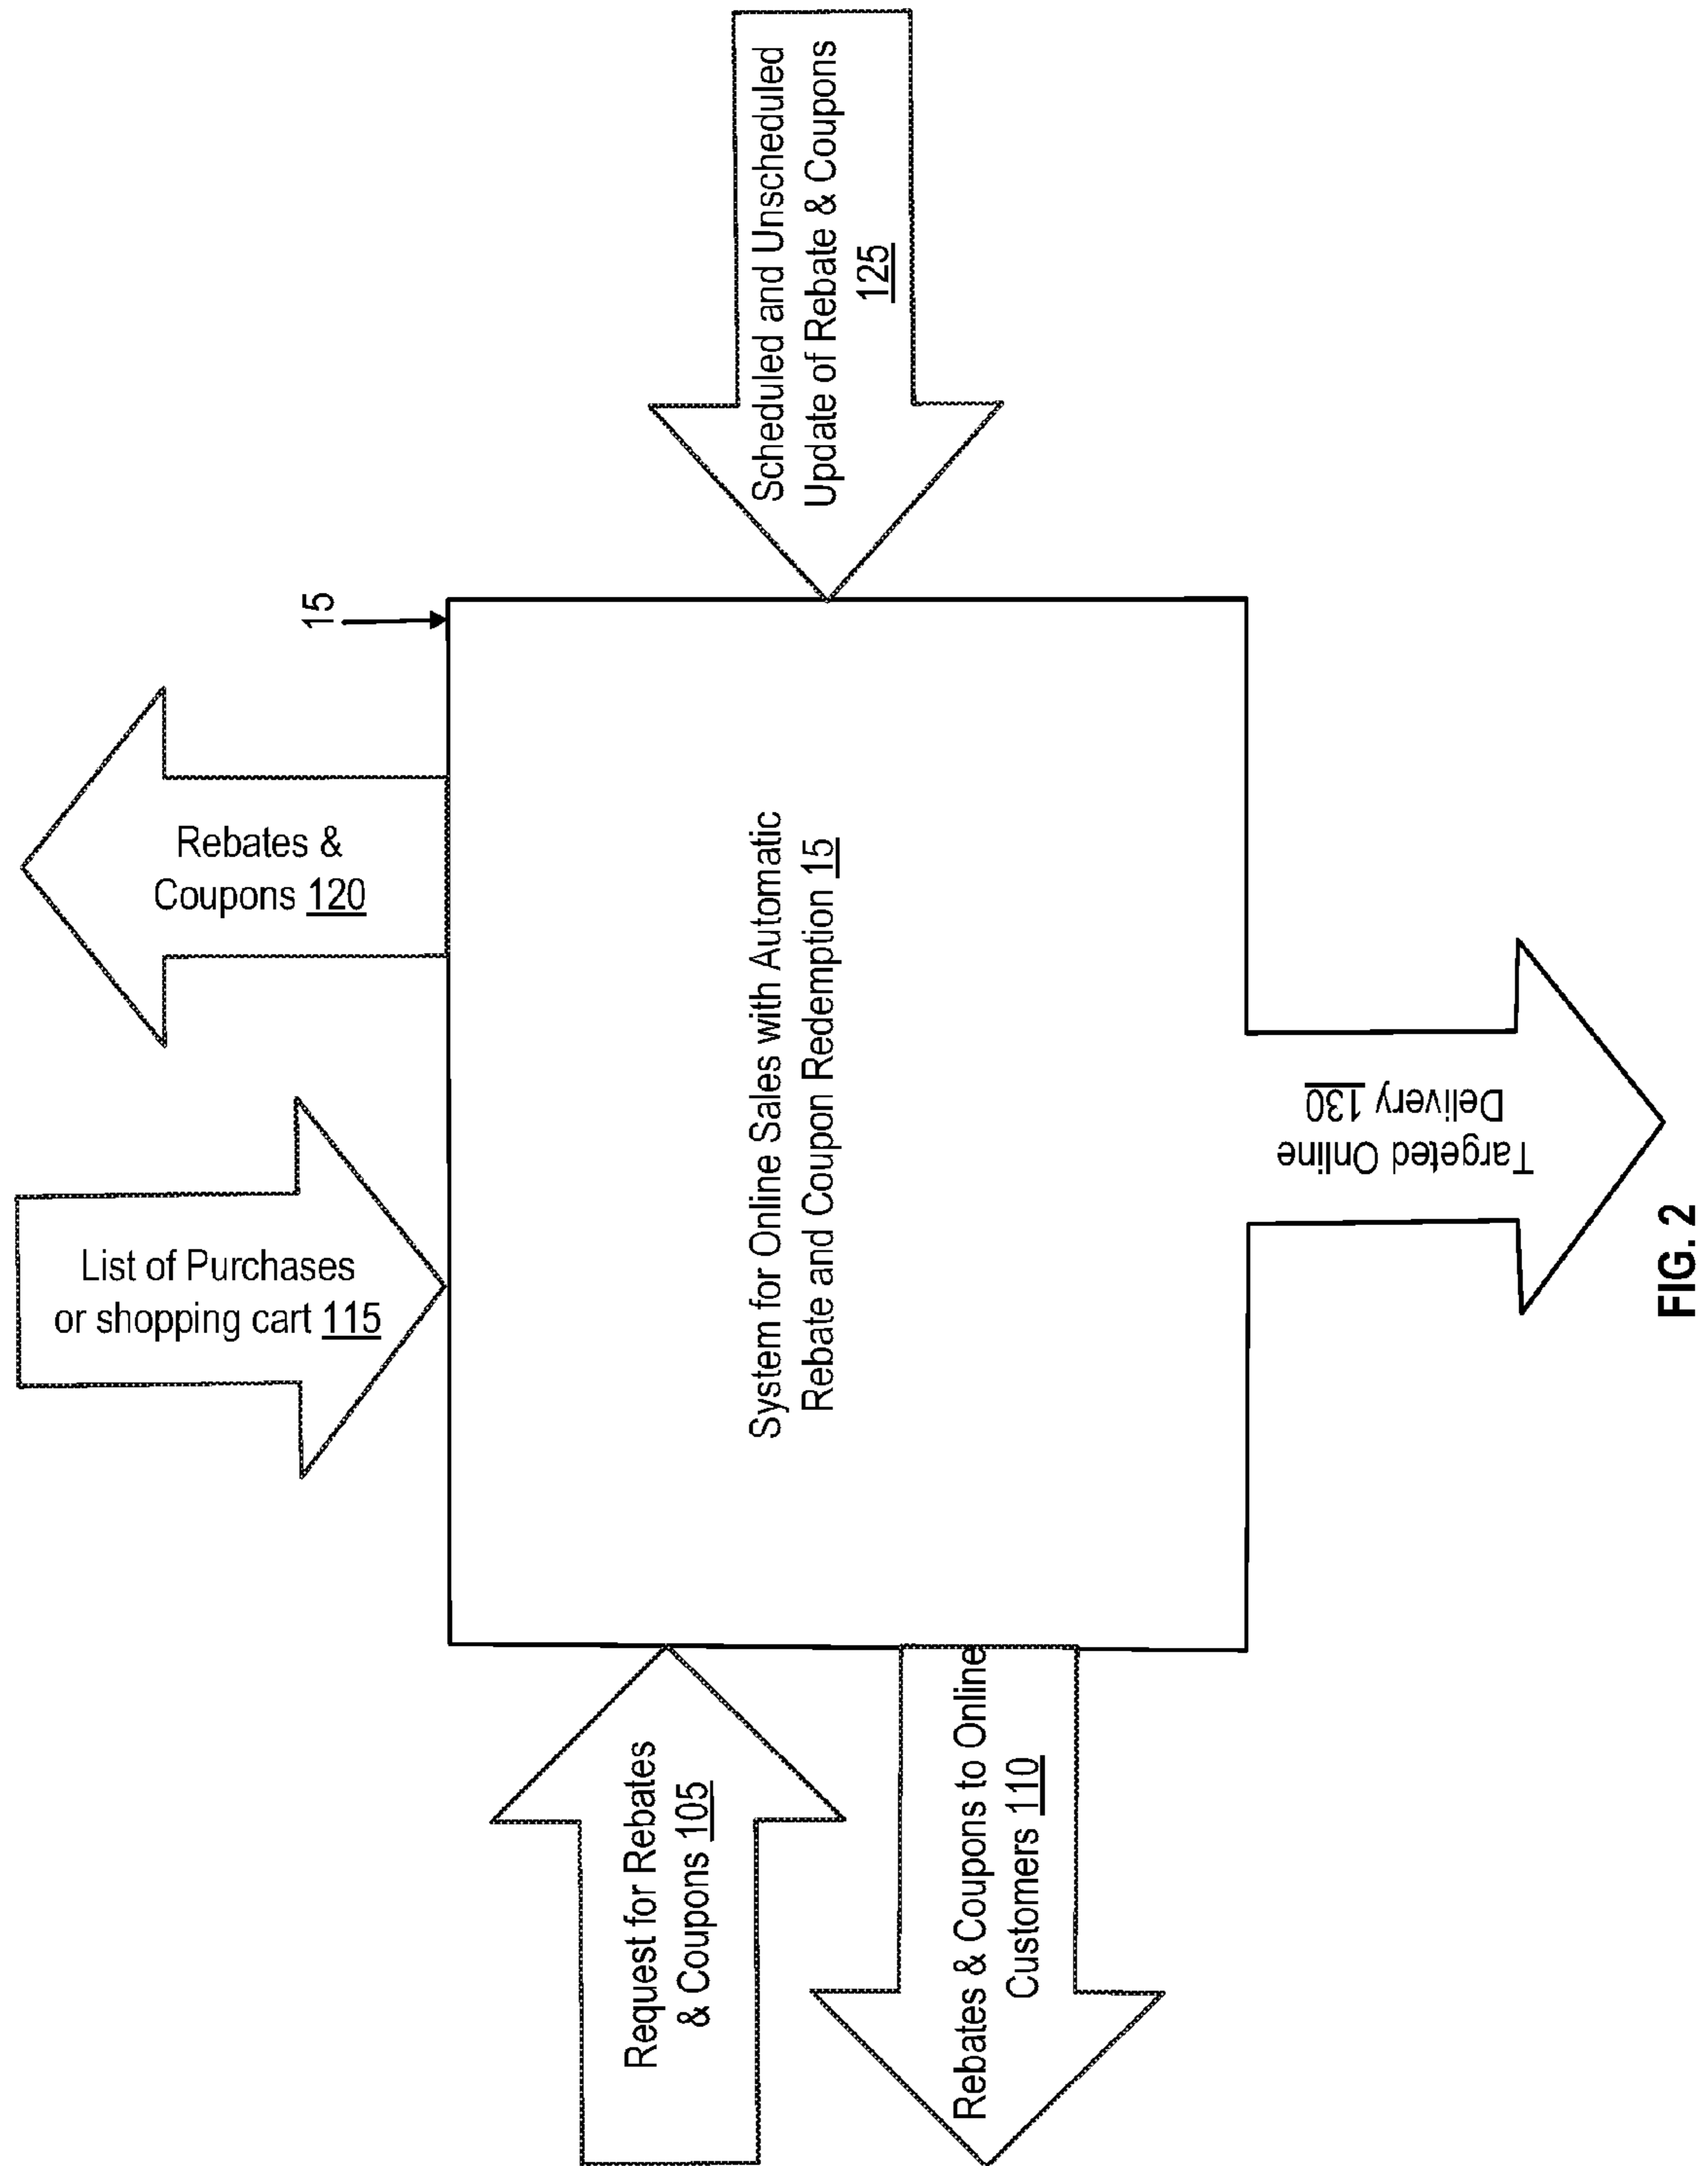 15
Rebates &
Coupons 120
List of Purchases
or shopping cart 115
Scheduled and Unscheduled
Update of Rebate & Coupons
125
System for Online Sales with Automatic
Rebate and Coupon Redemption 15
Request for Rebates
& Coupons 105
Rebates & Coupons to Online
Customers 110
Targeted Online
Delivery 130
FIG. 2